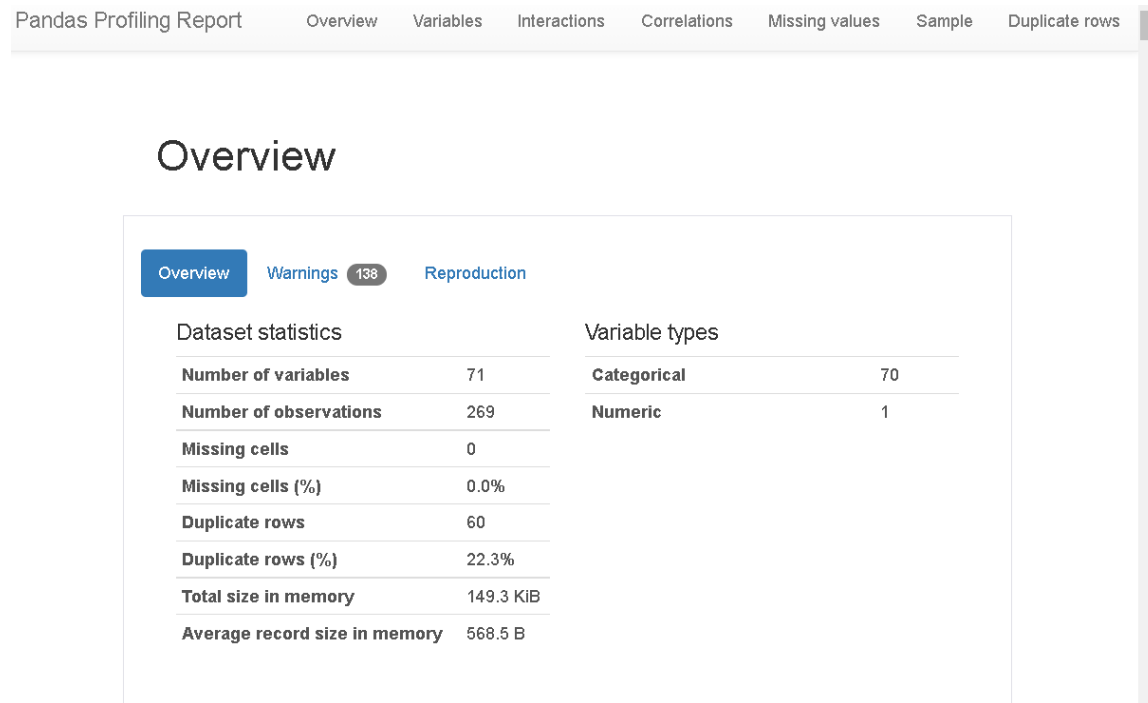 Pandas Profiling Report Overview Variables Interactions Correlations Missing values Sample Duplicate rows
Overview
Overview Warnings 138 Reproduction
Dataset statistics
Number of variables 71
Number of observations 269
Missing cells 0
Missing cells (%) 0.0%
Duplicate rows 60
Duplicate rows (%) 22.3%
Total size in memory 149.3 KiB
Average record size in memory 568.5 B
Variable types
Categorical 70
Numeric 1